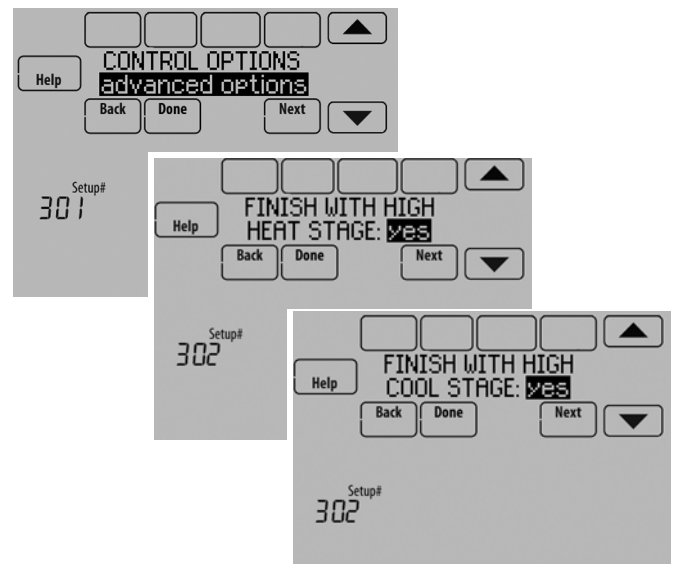 CONTROL OPTIONS
Help
advanced options
Back Done Next
Setup#
301
FINISH WITH HIGH
Help
HEAT STAGE: yes
Back Done Next
Setup#
302
FINISH WITH HIGH
Help
COOL STAGE: yes
Back Done Next
Setup#
302